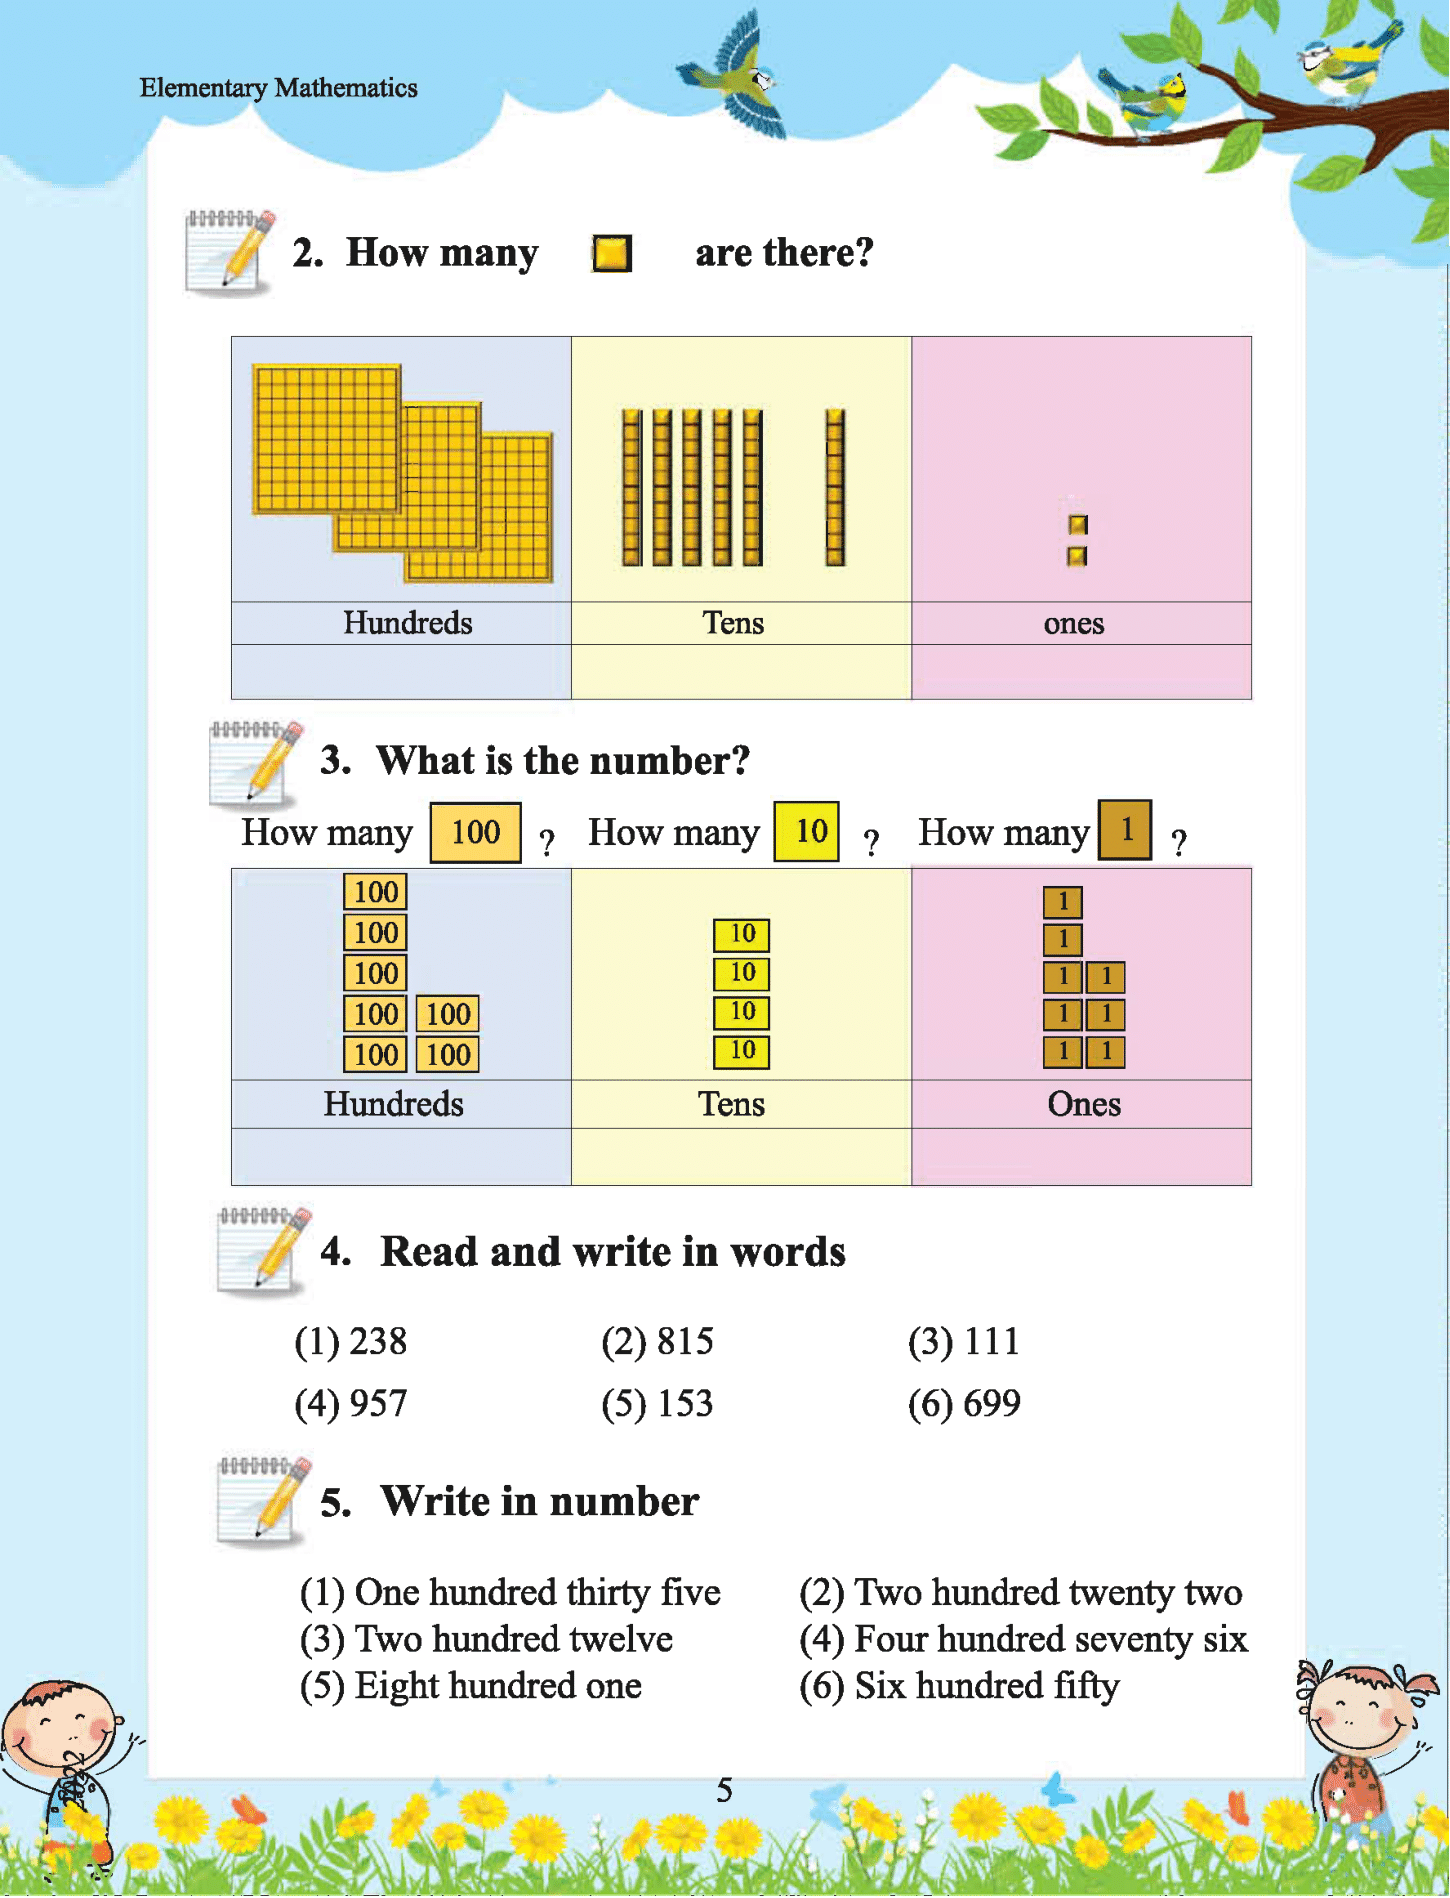 Elementary Mathematics
2. How many are there?
Hundreds Tens ones
3. What is the number?
How many 100 ? How many 10 ? How many 1 ?
100
100
100
100 100
100 100
10
10
10
10
1
1
1 1
1 1
1 1
Hundreds Tens Ones
4. Read and write in words
(1) 238 (2) 815 (3) 111
(4) 957 (5) 153 (6) 699
5. Write in number
(1) One hundred thirty five (2) Two hundred twenty two
(3) Two hundred twelve (4) Four hundred seventy six
(5) Eight hundred one (6) Six hundred fifty
5